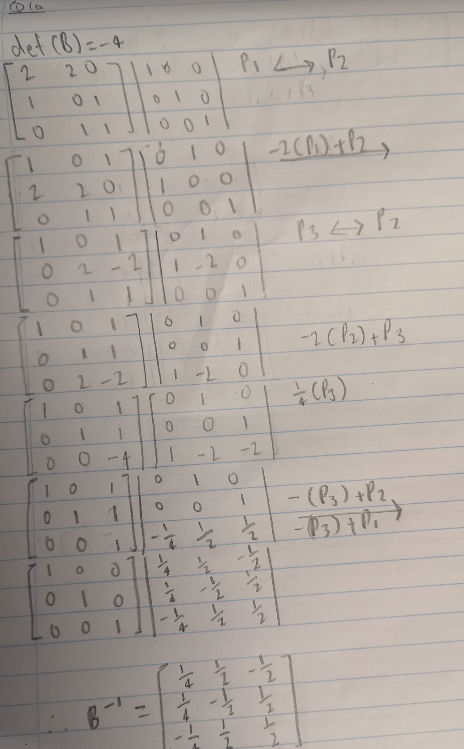 det(B)=-4
[2 2 0] | 1 0 0 | P1 <-> P2
[1 0 1] | 0 1 0 |
[0 1 1] | 0 0 1 |
[1 0 1] | 0 1 0 | -2(P1)+P2 →
[2 2 0] | 1 0 0 |
[0 1 1] | 0 0 1 |
[1 0 1] | 0 1 0 | P3 <-> P2
[0 2 -2] | 1 -2 0 |
[0 1 1] | 0 0 1 |
[1 0 1] | 0 1 0 |
[0 1 1] | 0 0 1 | -2(P2)+P3
[0 2 -2] | 1 -2 0 |
[1 0 1] | 0 1 0 | 1/4(P3)
[0 1 1] | 0 0 1 |
[0 0 -4] | 1 -2 -2 |
[1 0 1] | 0 1 0 |
[0 1 1] | 0 0 1 | -(P3)+P2
[0 0 1] | -1/4 1/2 1/2 | -(P3)+P1 →
[1 0 0] | 1/4 1/2 -1/2 |
[0 1 0] | 1/4 -1/2 1/2 |
[0 0 1] | -1/4 1/2 1/2 |
[1/4 1/2 -1/2]
∴ B^-1 = [1/4 -1/2 1/2]
[-1/4 1/2 1/2]